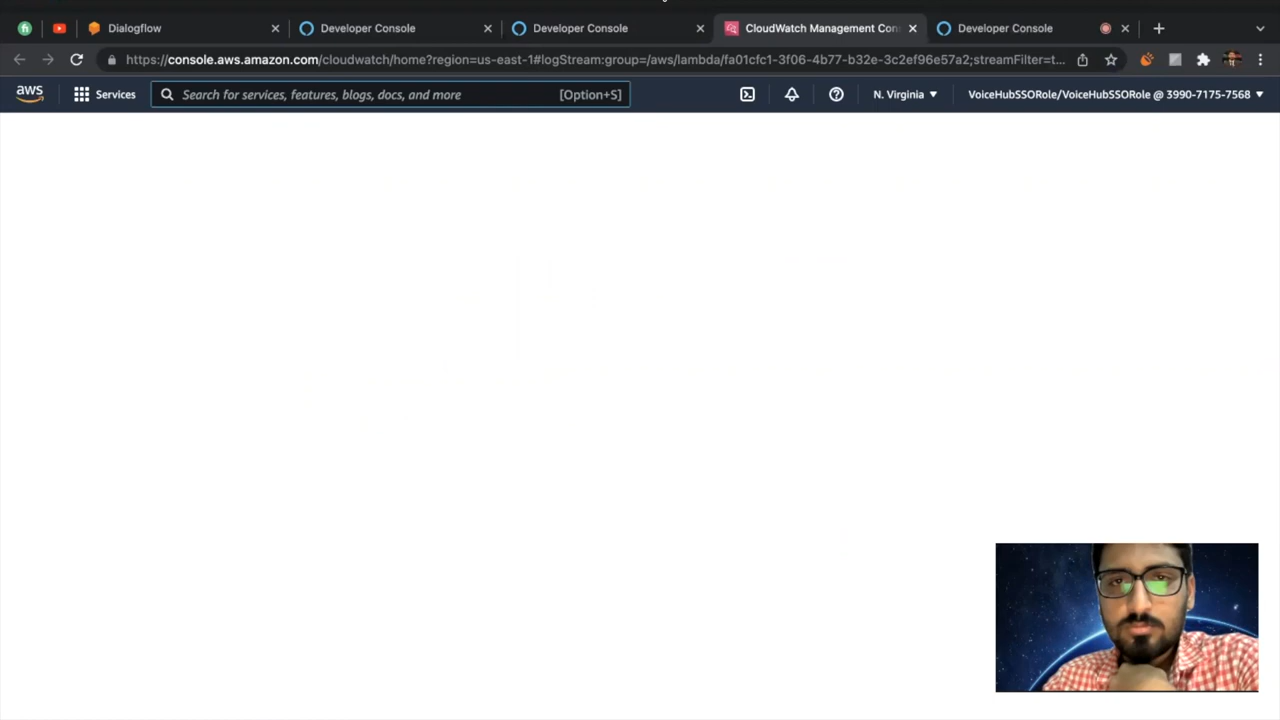 Dialogflow
Developer Console
Developer Console
CloudWatch Management Con
Developer Console
https://console.aws.amazon.com/cloudwatch/home?region=us-east-1#logStream:group=/aws/lambda/fa01cfc1-3f06-4b77-b32e-3c2ef96e57a2;streamFilter=t...
aws
Services
Search for services, features, blogs, docs, and more
[Option+S]
N. Virginia
VoiceHubSSORole/VoiceHubSSORole @ 3990-7175-7568